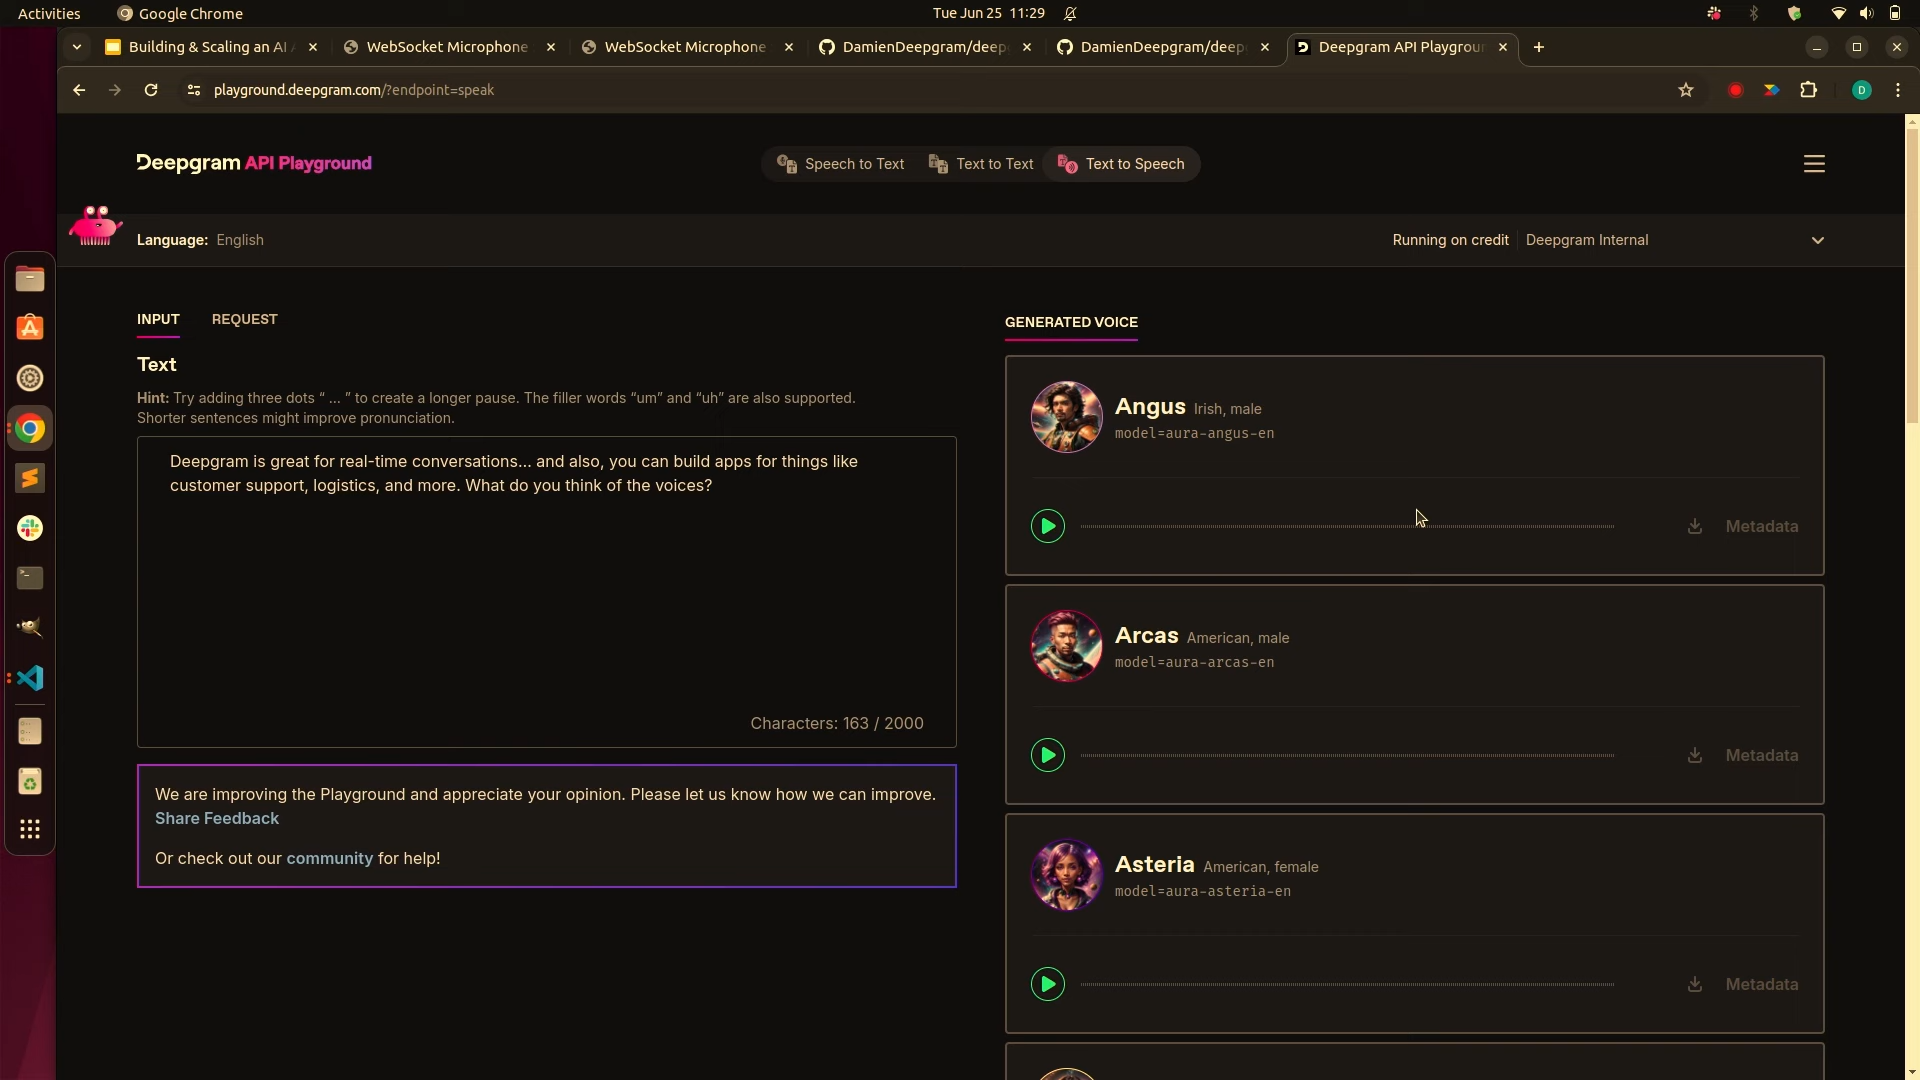 Activities
Google Chrome
Tue Jun 25 11:29
Building & Scaling an AI
WebSocket Microphone
WebSocket Microphone
DamienDeepgram/deep
DamienDeepgram/deep
Deepgram API Playgroun
playground.deepgram.com/?endpoint=speak
D
Deepgram API Playground
Speech to Text
Text to Text
Text to Speech
Language: English
Running on credit
Deepgram Internal
INPUT
REQUEST
Text
Hint: Try adding three dots “ ... ” to create a longer pause. The filler words “um” and “uh” are also supported.
Shorter sentences might improve pronunciation.
Deepgram is great for real-time conversations... and also, you can build apps for things like
customer support, logistics, and more. What do you think of the voices?
Characters: 163 / 2000
We are improving the Playground and appreciate your opinion. Please let us know how we can improve.
Share Feedback
Or check out our community for help!
GENERATED VOICE
Angus Irish, male
model=aura-angus-en
Metadata
Arcas American, male
model=aura-arcas-en
Metadata
Asteria American, female
model=aura-asteria-en
Metadata